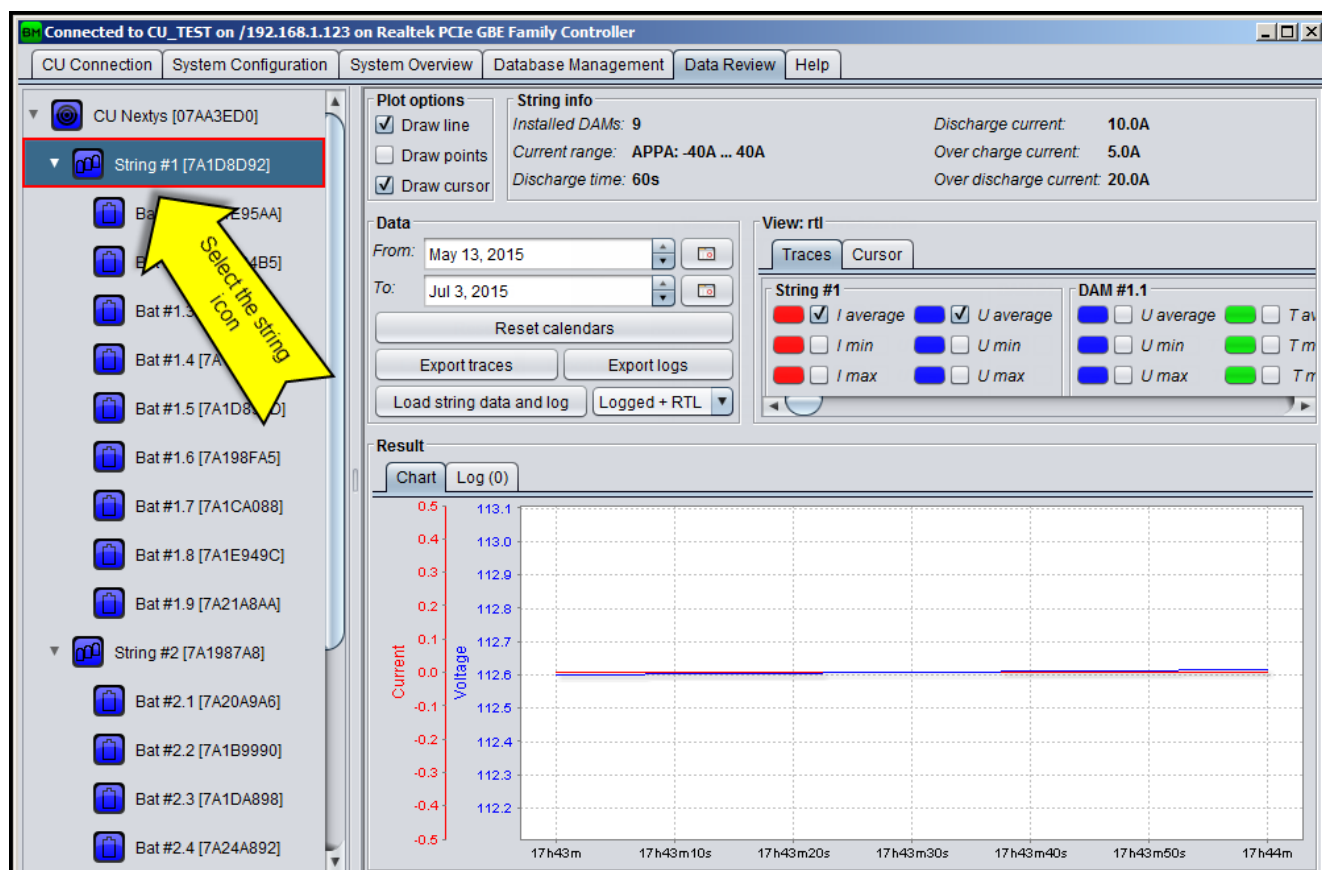 BM Connected to CU_TEST on /192.168.1.123 on Realtek PCIe GBE Family Controller
CU Connection System Configuration System Overview Database Management Data Review Help
CU Nextys [07AA3ED0]
String #1 [7A1D8D92]
E95AA]
4B5]
Bat #1.3
Bat #1.4 [7A
Bat #1.5 [7A1D8
Bat #1.6 [7A198FA5]
Bat #1.7 [7A1CA088]
Bat #1.8 [7A1E949C]
Bat #1.9 [7A21A8AA]
String #2 [7A1987A8]
Bat #2.1 [7A20A9A6]
Bat #2.2 [7A1B9990]
Bat #2.3 [7A1DA898]
Bat #2.4 [7A24A892]
Select the string
icon
Plot options
Draw line
Draw points
Draw cursor
String info
Installed DAMs: 9 Discharge current: 10.0A
Current range: APPA: -40A ... 40A Over charge current: 5.0A
Discharge time: 60s Over discharge current: 20.0A
Data
From: May 13, 2015
To: Jul 3, 2015
Reset calendars
Export traces Export logs
Load string data and log Logged + RTL
View: rtl
Traces Cursor
String #1
I average U average
I min U min
I max U max
DAM #1.1
U average T av
U min T m
U max T m
Result
Chart Log (0)
Current
0.5
0.4
0.3
0.2
0.1
0.0
-0.1
-0.2
-0.3
-0.4
-0.5
Voltage
113.1
113.0
112.9
112.8
112.7
112.6
112.5
112.4
112.3
112.2
17h43m 17h43m10s 17h43m20s 17h43m30s 17h43m40s 17h43m50s 17h44m